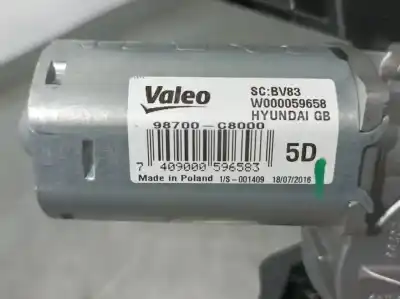 Valeo
SC:BV83
W000059658
HYUNDAI GB
98700-C8000
5D
7 409000 596583
Made in Poland 1/S-001409 18/07/2016